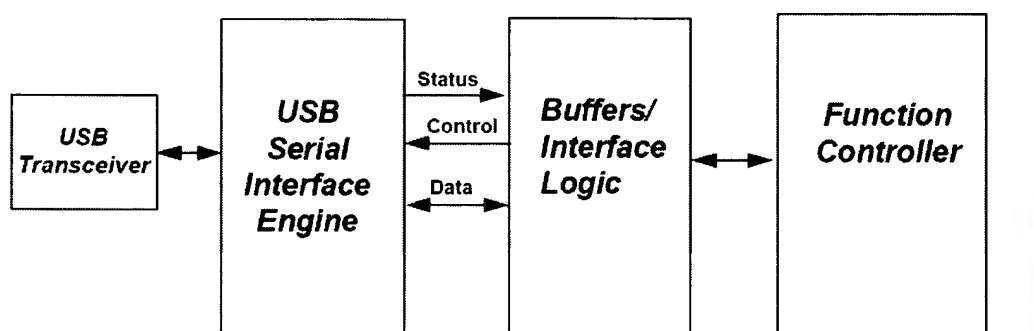 USB
Transceiver
USB
Serial
Interface
Engine
Status
Control
Data
Buffers/
Interface
Logic
Function
Controller